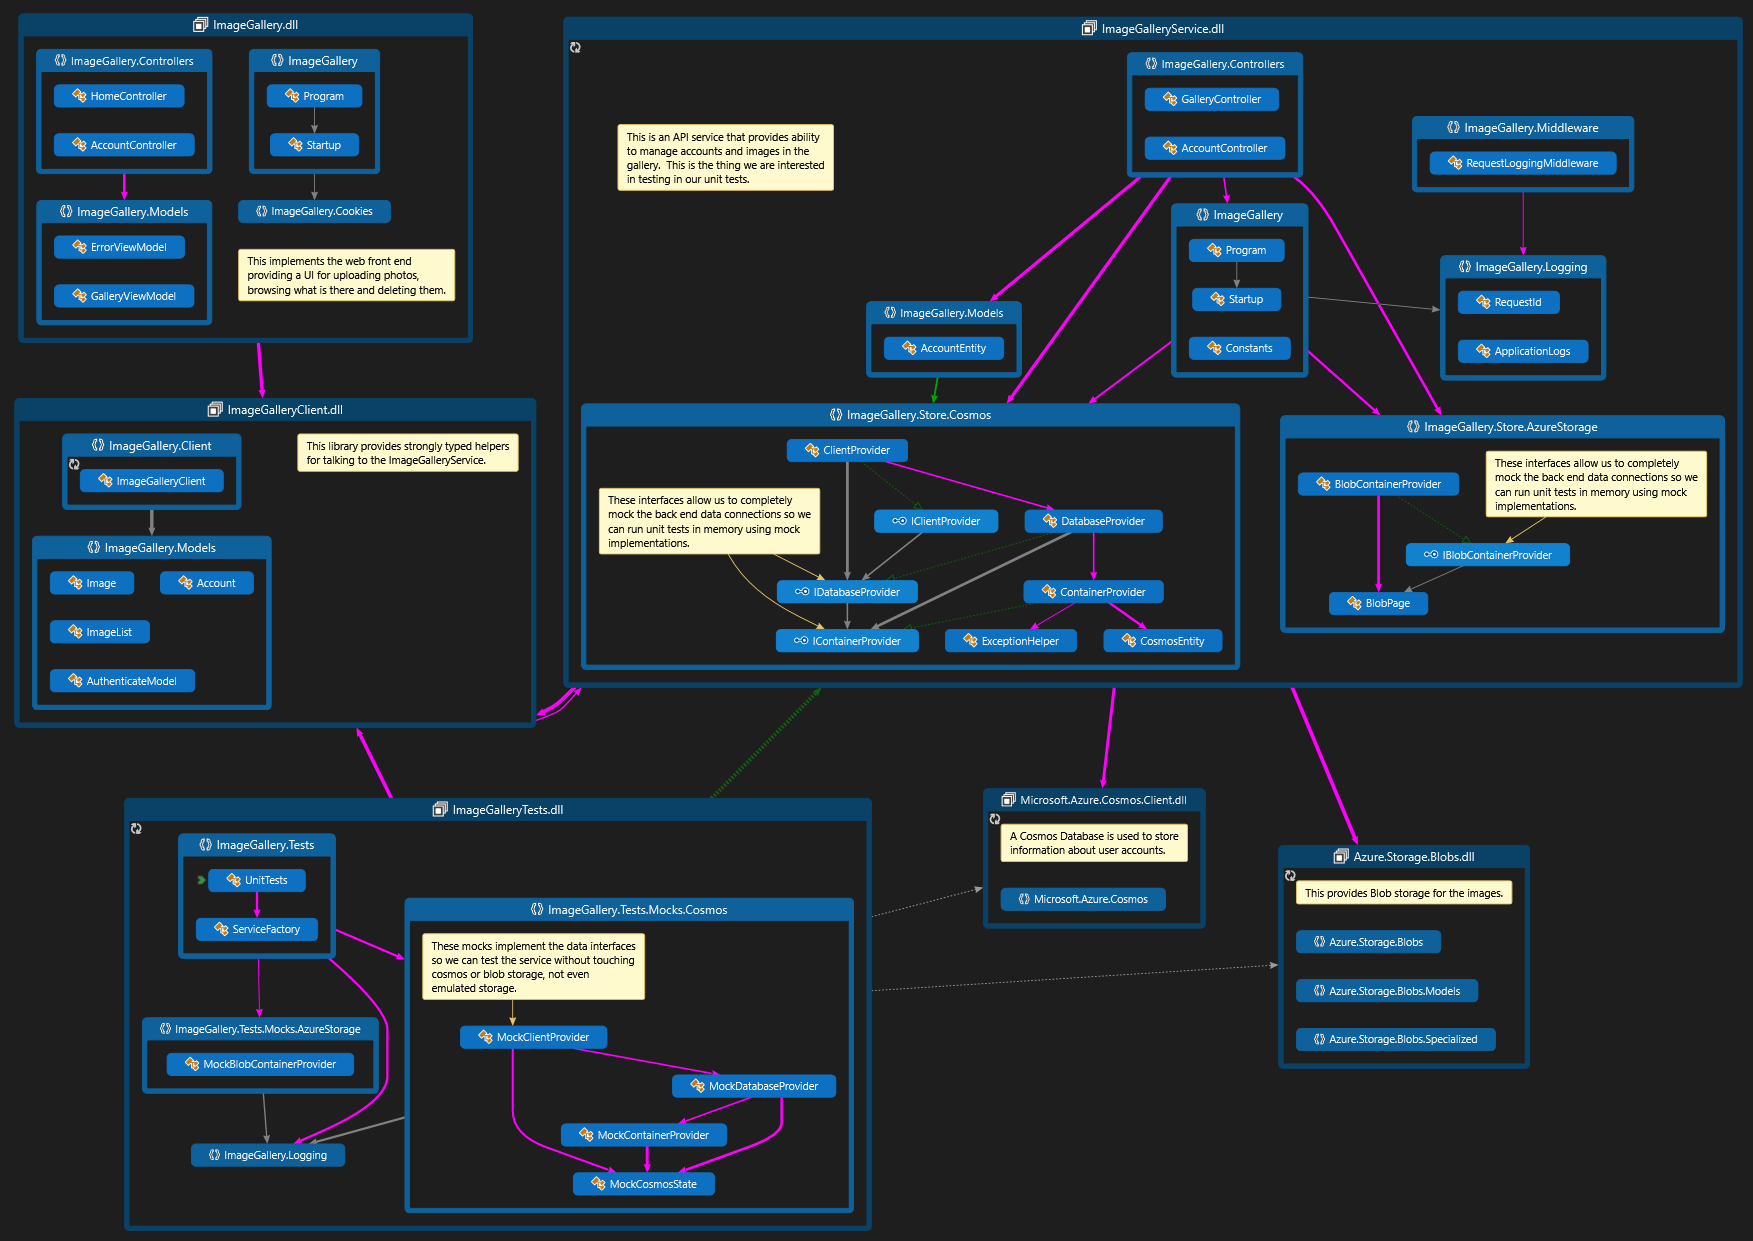 ImageGallery.dll
ImageGallery.Controllers
HomeController
AccountController
ImageGallery
Program
Startup
ImageGallery.Models
ErrorViewModel
GalleryViewModel
ImageGallery.Cookies
This implements the web front end
providing a UI for uploading photos,
browsing what is there and deleting them.
ImageGalleryClient.dll
ImageGallery.Client
ImageGalleryClient
This library provides strongly typed helpers
for talking to the ImageGalleryService.
ImageGallery.Models
Image
Account
ImageList
AuthenticateModel
ImageGalleryService.dll
This is an API service that provides ability
to manage accounts and images in the
gallery. This is the thing we are interested
in testing in our unit tests.
ImageGallery.Controllers
GalleryController
AccountController
ImageGallery.Middleware
RequestLoggingMiddleware
ImageGallery
Program
Startup
Constants
ImageGallery.Logging
RequestId
ApplicationLogs
ImageGallery.Models
AccountEntity
ImageGallery.Store.Cosmos
ClientProvider
These interfaces allow us to completely
mock the back end data connections so we
can run unit tests in memory using mock
implementations.
IClientProvider
DatabaseProvider
IDatabaseProvider
ContainerProvider
IContainerProvider
ExceptionHelper
CosmosEntity
ImageGallery.Store.AzureStorage
BlobContainerProvider
These interfaces allow us to completely
mock the back end data connections so we
can run unit tests in memory using mock
implementations.
IBlobContainerProvider
BlobPage
ImageGalleryTests.dll
ImageGallery.Tests
UnitTests
ServiceFactory
ImageGallery.Tests.Mocks.AzureStorage
MockBlobContainerProvider
ImageGallery.Logging
ImageGallery.Tests.Mocks.Cosmos
These mocks implement the data interfaces
so we can test the service without touching
cosmos or blob storage, not even
emulated storage.
MockClientProvider
MockDatabaseProvider
MockContainerProvider
MockCosmosState
Microsoft.Azure.Cosmos.Client.dll
A Cosmos Database is used to store
information about user accounts.
Microsoft.Azure.Cosmos
Azure.Storage.Blobs.dll
This provides Blob storage for the images.
Azure.Storage.Blobs
Azure.Storage.Blobs.Models
Azure.Storage.Blobs.Specialized